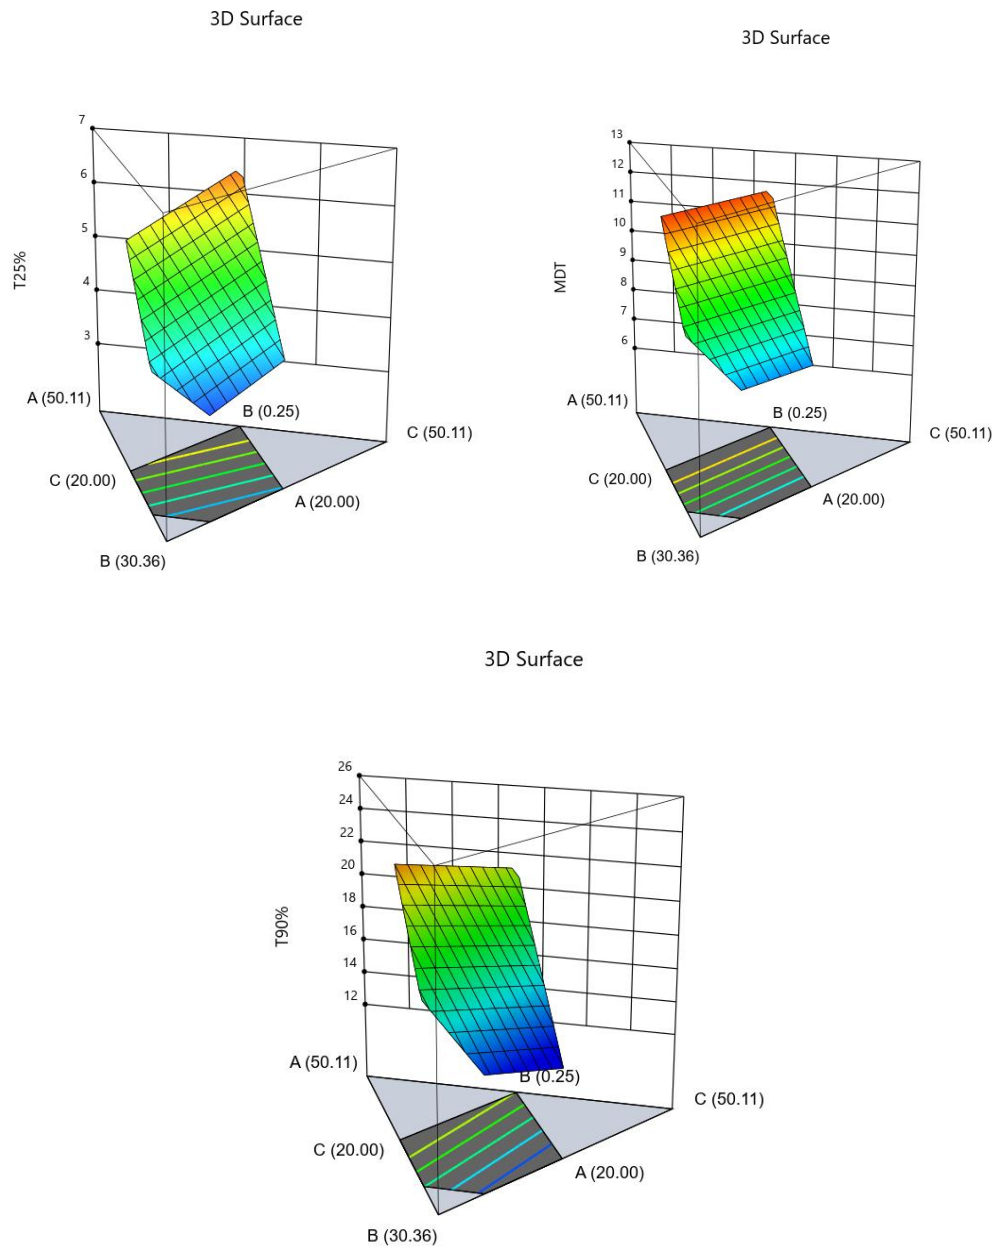 3D Surface
7
6
5
4
3
T25%
A (50.11)
B (0.25)
C (50.11)
C (20.00)
A (20.00)
B (30.36)
3D Surface
13
12
11
10
9
8
7
6
MDT
A (50.11)
B (0.25)
C (50.11)
C (20.00)
A (20.00)
B (30.36)
3D Surface
26
24
22
20
18
16
14
12
T90%
A (50.11)
B (0.25)
C (50.11)
C (20.00)
A (20.00)
B (30.36)